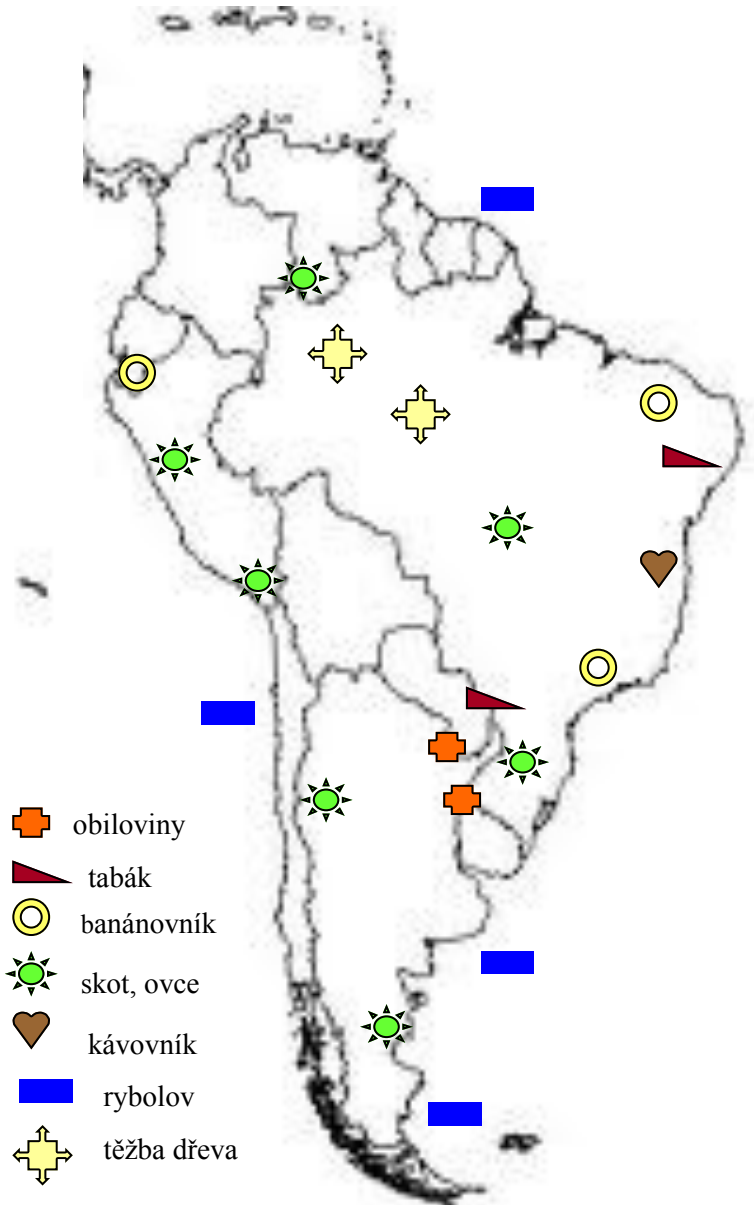 obiloviny
tabák
banánovník
skot, ovce
kávovník
rybolov
těžba dřeva